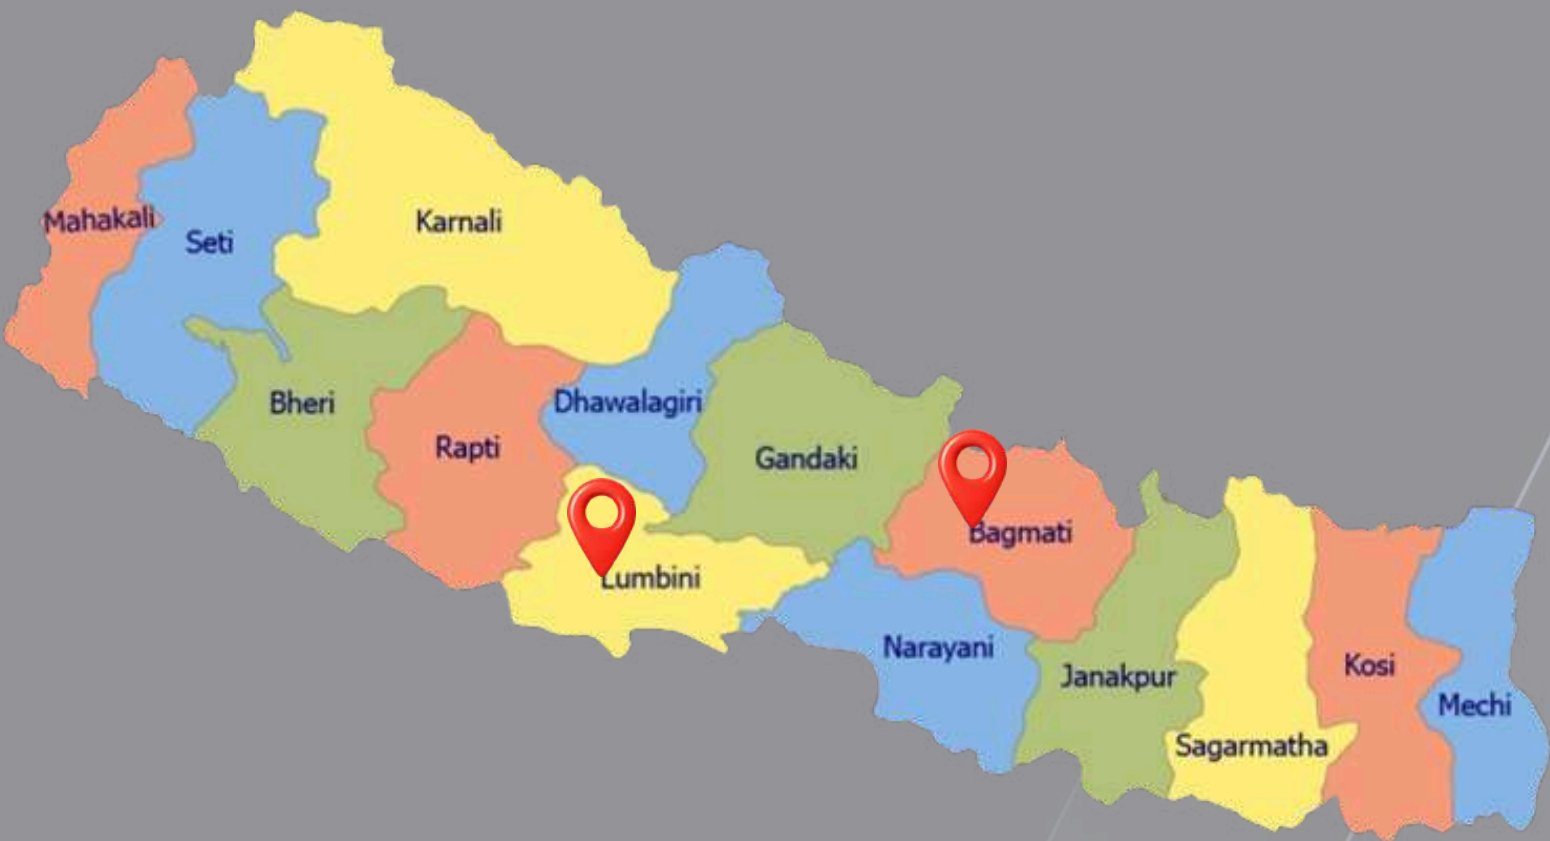 Mahakali
Seti
Karnali
Bheri
Rapti
Dhawalagiri
Gandaki
Lumbini
Bagmati
Narayani
Janakpur
Sagarmatha
Kosi
Mechi